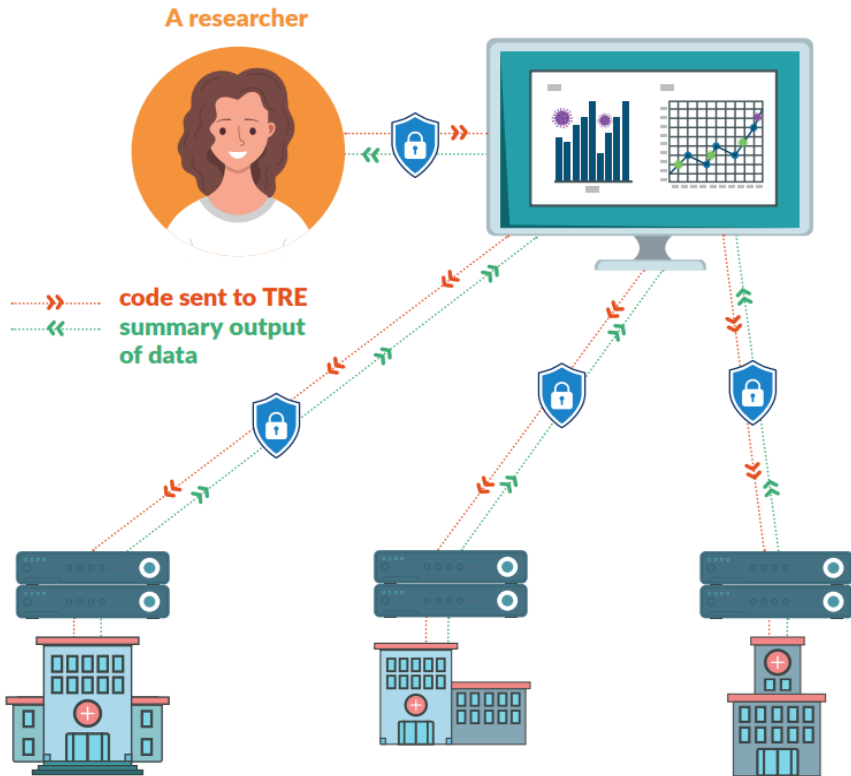 A researcher
code sent to TRE
summary output
of data